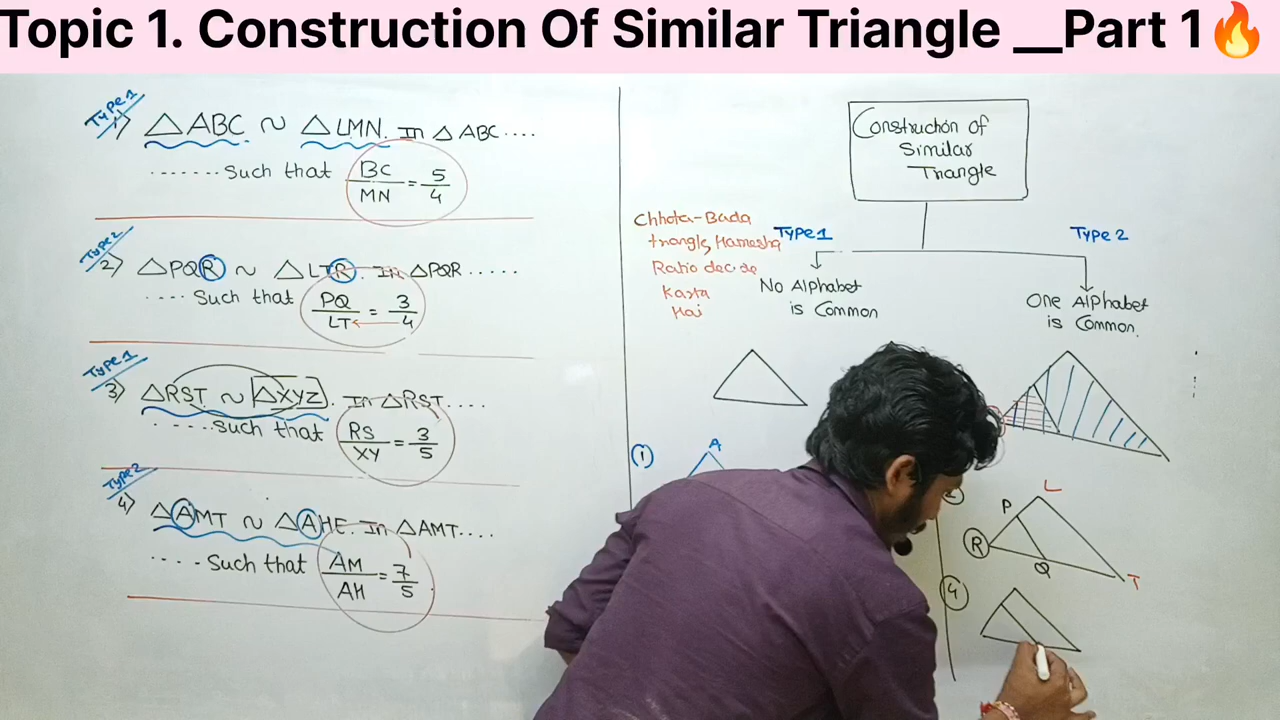 Topic 1. Construction Of Similar Triangle __Part 1🔥
Type 1
1) △ABC ~ △LMN. In △ABC....
....... Such that BC/MN = 5/4
Type 2
2) △PQR ~ △LTR. In △PQR.....
.... Such that PQ/LT = 3/4
Type 1
3) △RST ~ △XYZ. In △RST....
.....such that RS/XY = 3/5
Type 2
4) △AMT ~ △AHE. In △AMT....
.... Such that AM/AH = 7/5
Construction of
Similar
Triangle
Chhota-Bada
triangle, Hamesha
Ratio decide
Karta
Hai
Type 1
No Alphabet
is Common
Type 2
One Alphabet
is Common.
1
A
L
P
R
Q
T
4